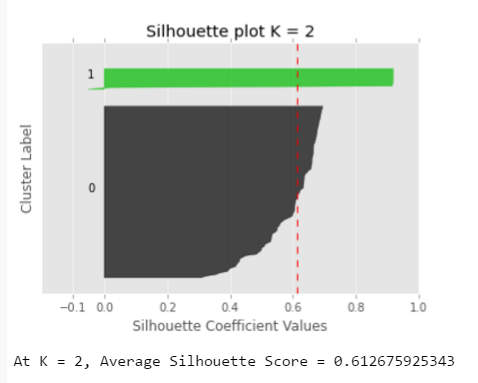 Silhouette plot K = 2
1
0
Cluster Label
−0.1 0.0 0.2 0.4 0.6 0.8 1.0
Silhouette Coefficient Values
At K = 2, Average Silhouette Score = 0.612675925343